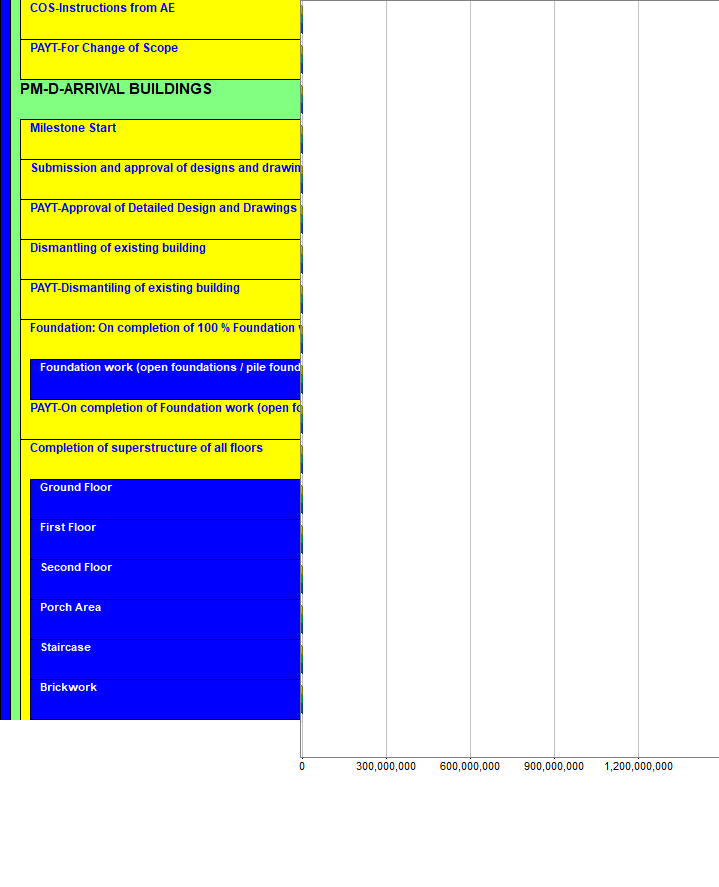 COS-Instructions from AE
PAYT-For Change of Scope
PM-D-ARRIVAL BUILDINGS
Milestone Start
Submission and approval of designs and drawin
PAYT-Approval of Detailed Design and Drawings
Dismantling of existing building
PAYT-Dismantiling of existing building
Foundation: On completion of 100 % Foundation
Foundation work (open foundations / pile found
PAYT-On completion of Foundation work (open fo
Completion of superstructure of all floors
Ground Floor
First Floor
Second Floor
Porch Area
Staircase
Brickwork
0 300,000,000 600,000,000 900,000,000 1,200,000,000